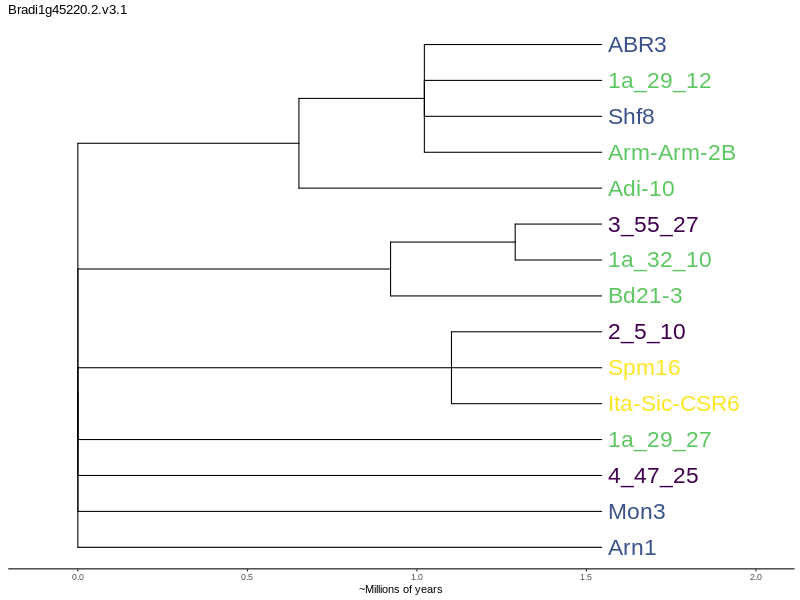 Bradi1g45220.2.v3.1
ABR3
1a_29_12
Shf8
Arm-Arm-2B
Adi-10
3_55_27
1a_32_10
Bd21-3
2_5_10
Spm16
Ita-Sic-CSR6
1a_29_27
4_47_25
Mon3
Arn1
0.0 0.5 1.0 1.5 2.0
~Millions of years